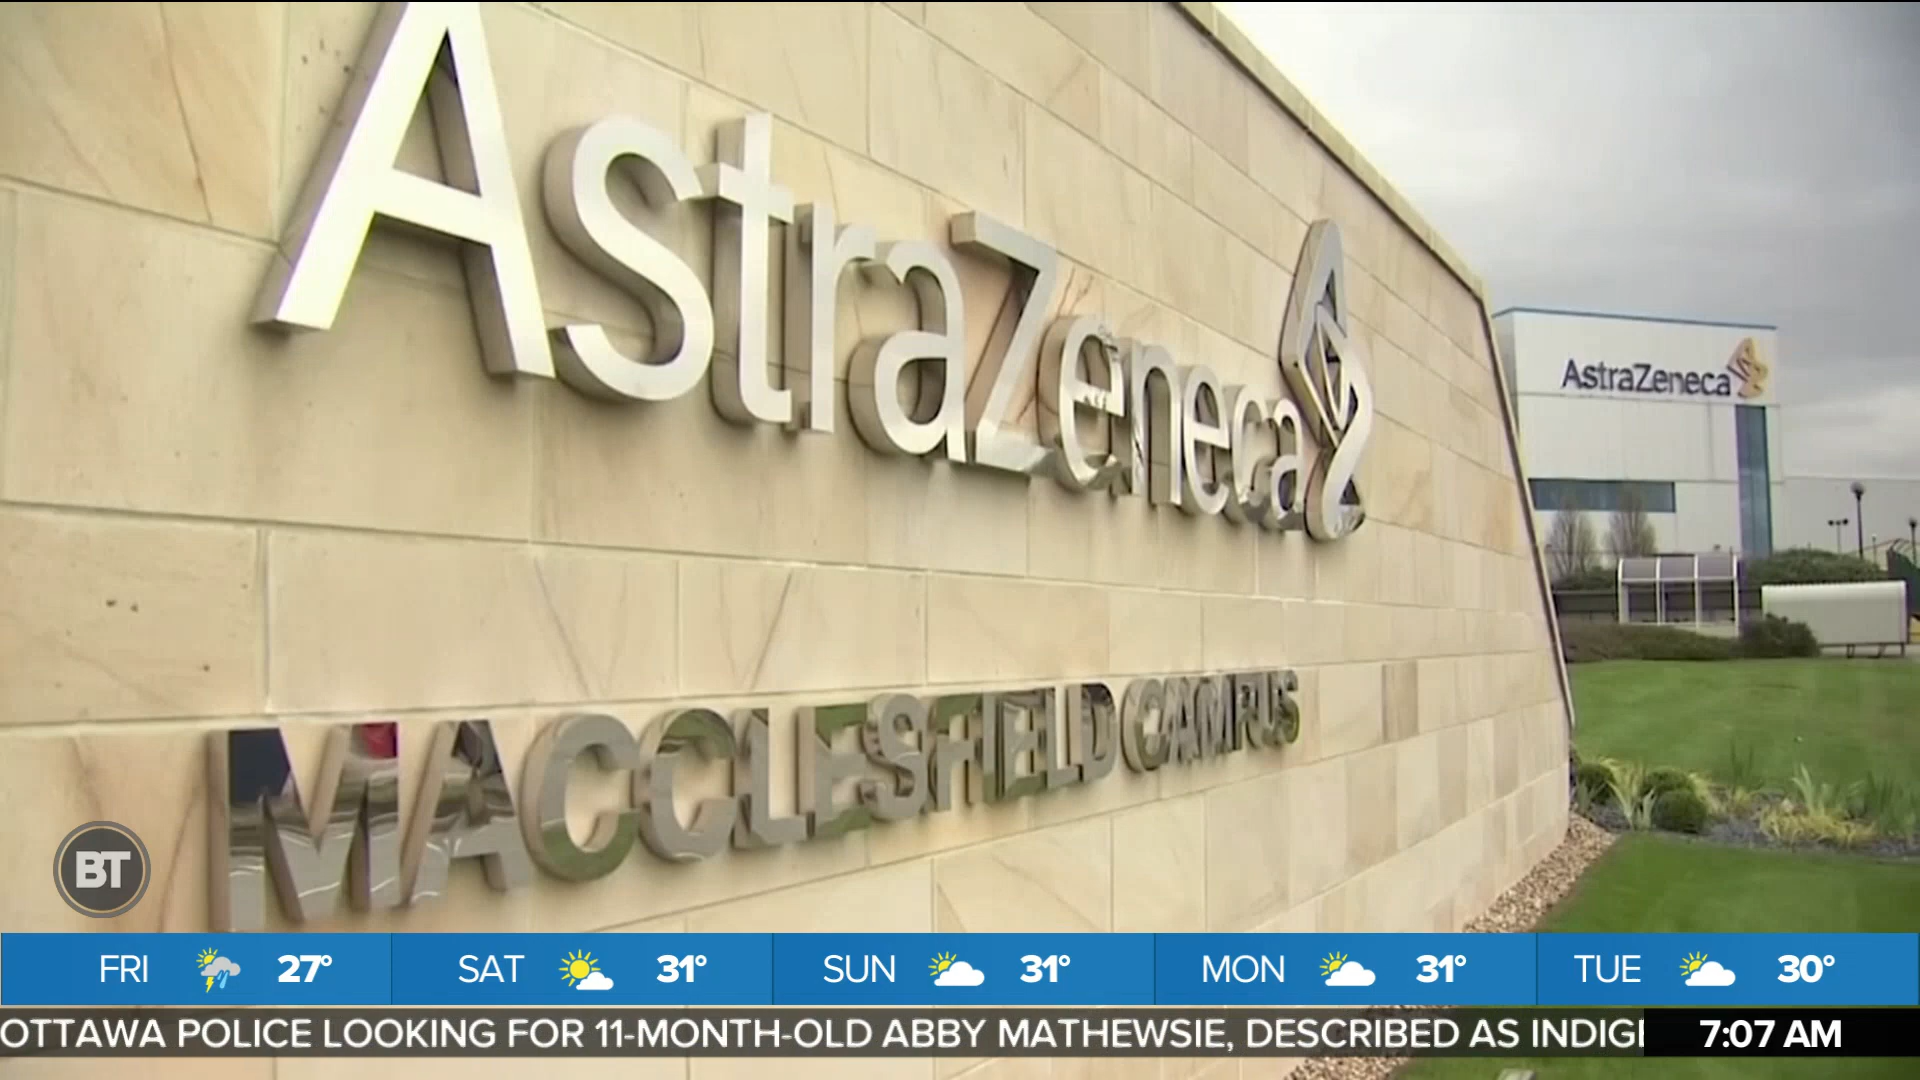 AstraZeneca
AstraZeneca
MACCLESFIELD CAMPUS
BT
FRI 27° SAT 31° SUN 31° MON 31° TUE 30°
OTTAWA POLICE LOOKING FOR 11-MONTH-OLD ABBY MATHEWSIE, DESCRIBED AS INDIG
7:07 AM